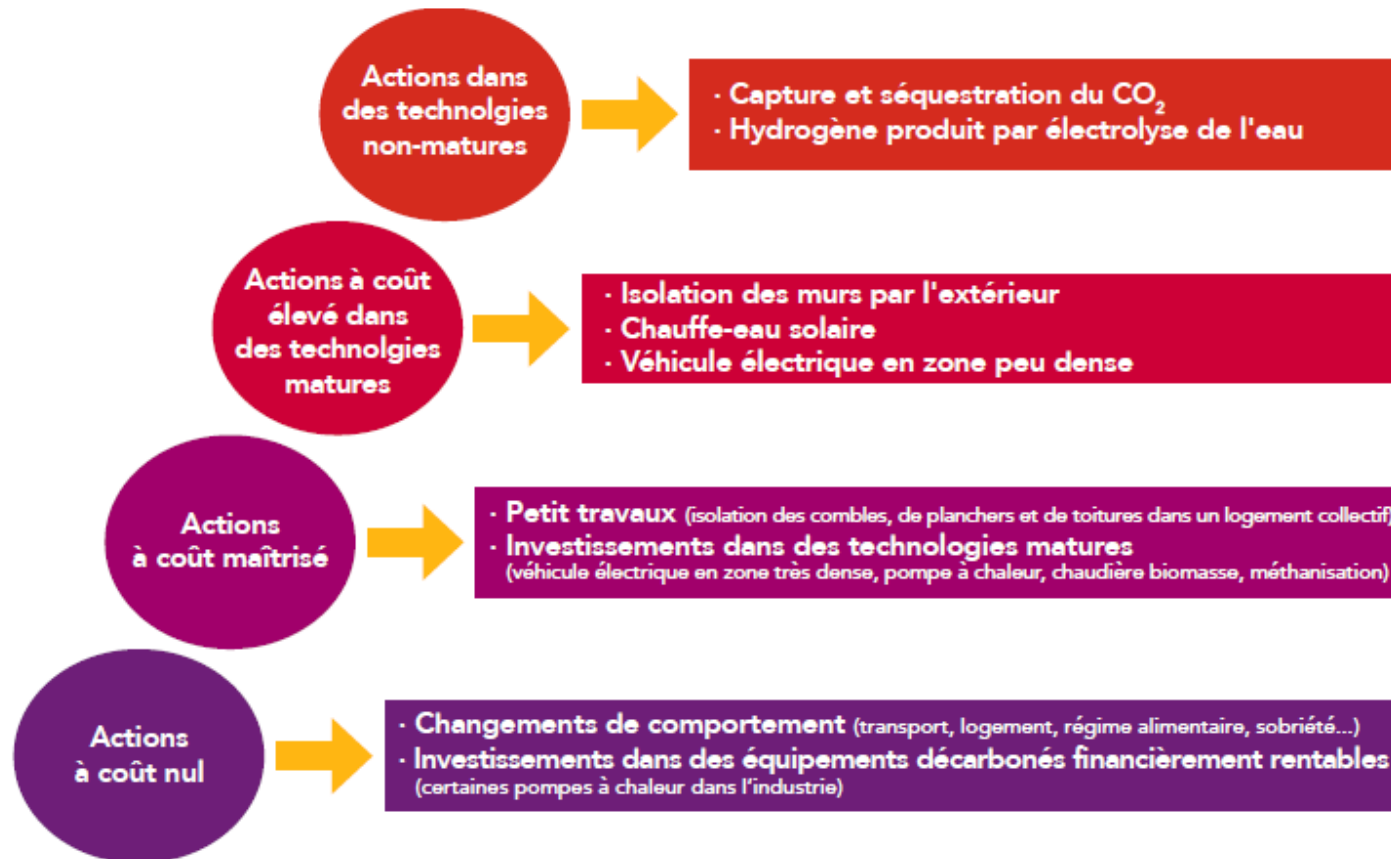 Actions dans
des technolgies
non-matures
· Capture et séquestration du CO₂
· Hydrogène produit par électrolyse de l'eau
Actions à coût
élevé dans
des technolgies
matures
· Isolation des murs par l'extérieur
· Chauffe-eau solaire
· Véhicule électrique en zone peu dense
Actions
à coût maîtrisé
· Petit travaux (isolation des combles, de planchers et de toitures dans un logement collectif)
· Investissements dans des technologies matures
(véhicule électrique en zone très dense, pompe à chaleur, chaudière biomasse, méthanisation)
Actions
à coût nul
· Changements de comportement (transport, logement, régime alimentaire, sobriété...)
· Investissements dans des équipements décarbonés financièrement rentables
(certaines pompes à chaleur dans l'industrie)